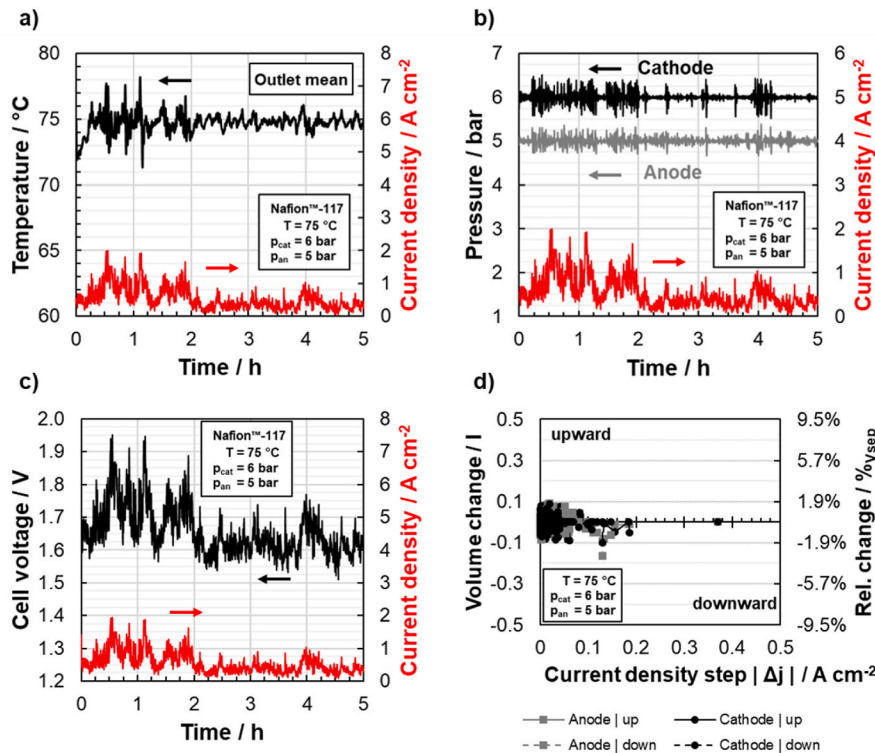 a)
80
75
70
65
60
Temperature / °C
Outlet mean
Nafion™-117
T = 75 °C
p_cat = 6 bar
p_an = 5 bar
8
7
6
5
4
3
2
1
0
Current density / A cm-2
0 1 2 3 4 5
Time / h
b)
7
6
5
4
3
2
1
Pressure / bar
Cathode
Anode
Nafion™-117
T = 75 °C
p_cat = 6 bar
p_an = 5 bar
6
5
4
3
2
1
0
Current density / A cm-2
0 1 2 3 4 5
Time / h
c)
2.0
1.9
1.8
1.7
1.6
1.5
1.4
1.3
1.2
Cell voltage / V
Nafion™-117
T = 75 °C
p_cat = 6 bar
p_an = 5 bar
8
7
6
5
4
3
2
1
0
Current density / A cm-2
0 1 2 3 4 5
Time / h
d)
0.5
0.3
0.1
-0.1
-0.3
-0.5
Volume change / l
upward
downward
T = 75 °C
p_cat = 6 bar
p_an = 5 bar
9.5%
5.7%
1.9%
-1.9%
-5.7%
-9.5%
Rel. change / %Vsep
0 0.1 0.2 0.3 0.4 0.5
Current density step | Δj | / A cm-2
Anode | up
Cathode | up
Anode | down
Cathode | down